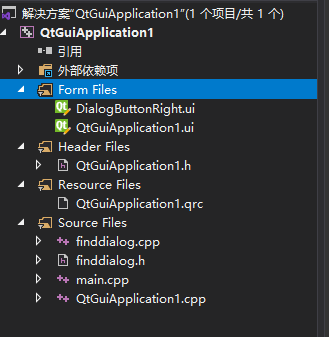 解决方案"QtGuiApplication1"(1 个项目/共 1 个)
QtGuiApplication1
引用
外部依赖项
Form Files
DialogButtonRight.ui
QtGuiApplication1.ui
Header Files
QtGuiApplication1.h
Resource Files
QtGuiApplication1.qrc
Source Files
finddialog.cpp
finddialog.h
main.cpp
QtGuiApplication1.cpp